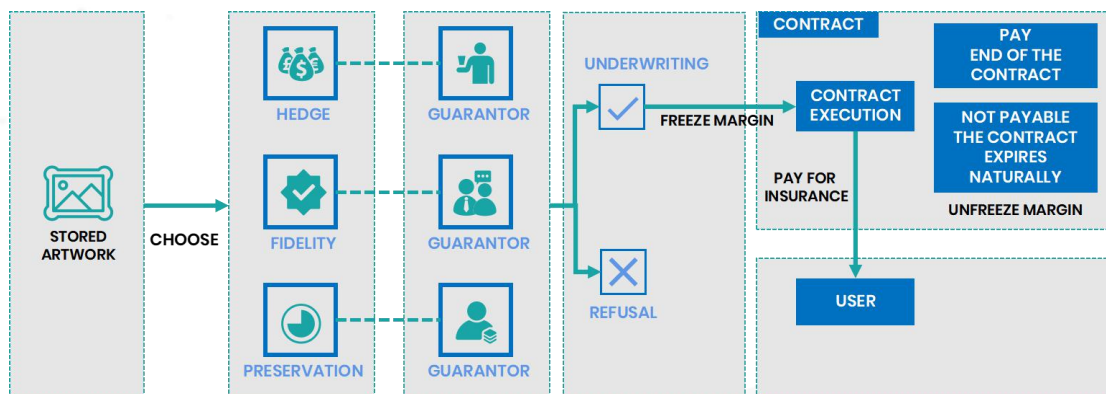 STORED
ARTWORK
CHOOSE
HEDGE
FIDELITY
PRESERVATION
GUARANTOR
GUARANTOR
GUARANTOR
UNDERWRITING
REFUSAL
FREEZE MARGIN
CONTRACT
CONTRACT
EXECUTION
PAY
END OF THE
CONTRACT
NOT PAYABLE
THE CONTRACT
EXPIRES
NATURALLY
UNFREEZE MARGIN
PAY FOR
INSURANCE
USER